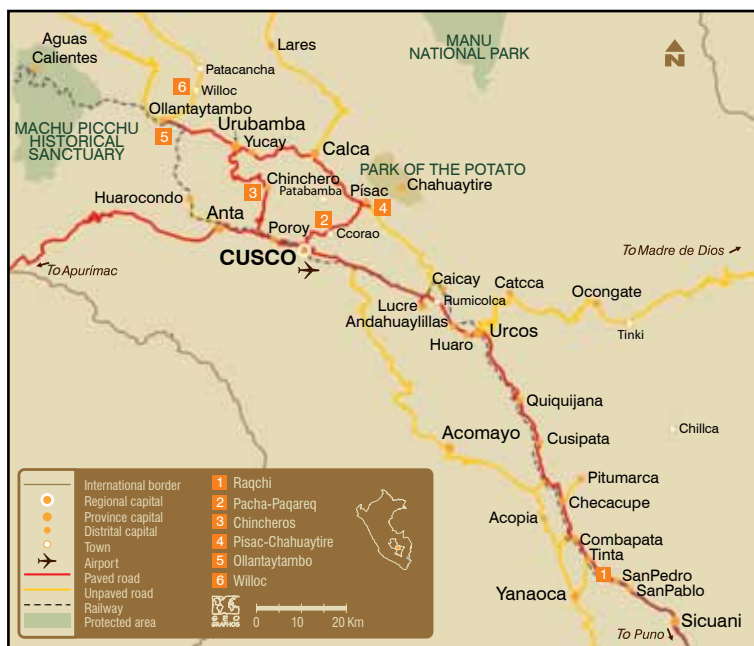 Aguas
Calientes
Lares
MANU
NATIONAL PARK
N
Patacancha
6
Willoc
Ollantaytambo
5
MACHU PICCHU
HISTORICAL
SANCTUARY
Urubamba
Yucay
Calca
PARK OF THE POTATO
Chinchero
3
Patabamba
Písac
4
Chahuaytire
Huarocondo
Anta
2
Poroy
Ccorao
CUSCO
To Apurímac
To Madre de Dios
Caicay
Catcca
Ocongate
Lucre
Rumicolca
Andahuaylillas
Urcos
Huaro
Tinki
Quiquijana
Chillca
Acomayo
Cusipata
Pitumarca
Checacupe
Acopia
Combapata
Tinta
1
SanPedro
SanPablo
Yanaoca
Sicuani
To Puno
International border
Regional capital
Province capital
Distrital capital
Town
Airport
Paved road
Unpaved road
Railway
Protected area
1 Raqchi
2 Pacha-Paqareq
3 Chincheros
4 Písac-Chahuaytire
5 Ollantaytambo
6 Willoc
GEO
GRAPHOS
0 10 20 Km